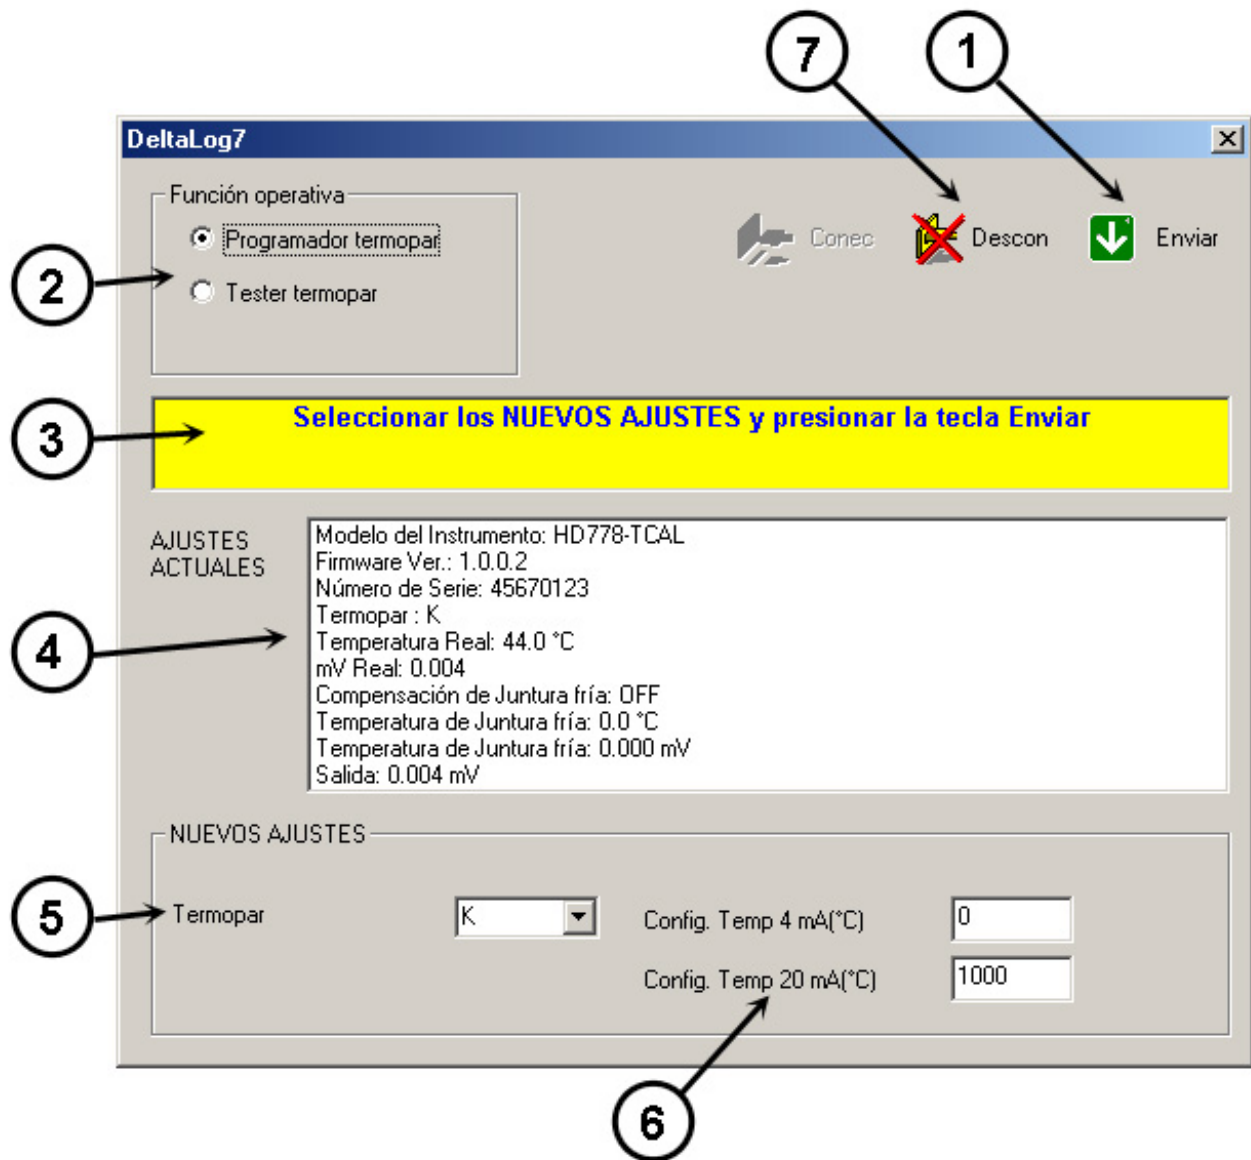 7
1
DeltaLog7
Función operativa
Programador termopar
Tester termopar
Conec
Descon
Enviar
2
3
Seleccionar los NUEVOS AJUSTES y presionar la tecla Enviar
AJUSTES
ACTUALES
Modelo del Instrumento: HD778-TCAL
Firmware Ver.: 1.0.0.2
Número de Serie: 45670123
Termopar : K
Temperatura Real: 44.0 °C
mV Real: 0.004
Compensación de Juntura fría: OFF
Temperatura de Juntura fría: 0.0 °C
Temperatura de Juntura fría: 0.000 mV
Salida: 0.004 mV
4
NUEVOS AJUSTES
5
Termopar
K
Config. Temp 4 mA(°C)
0
Config. Temp 20 mA(°C)
1000
6